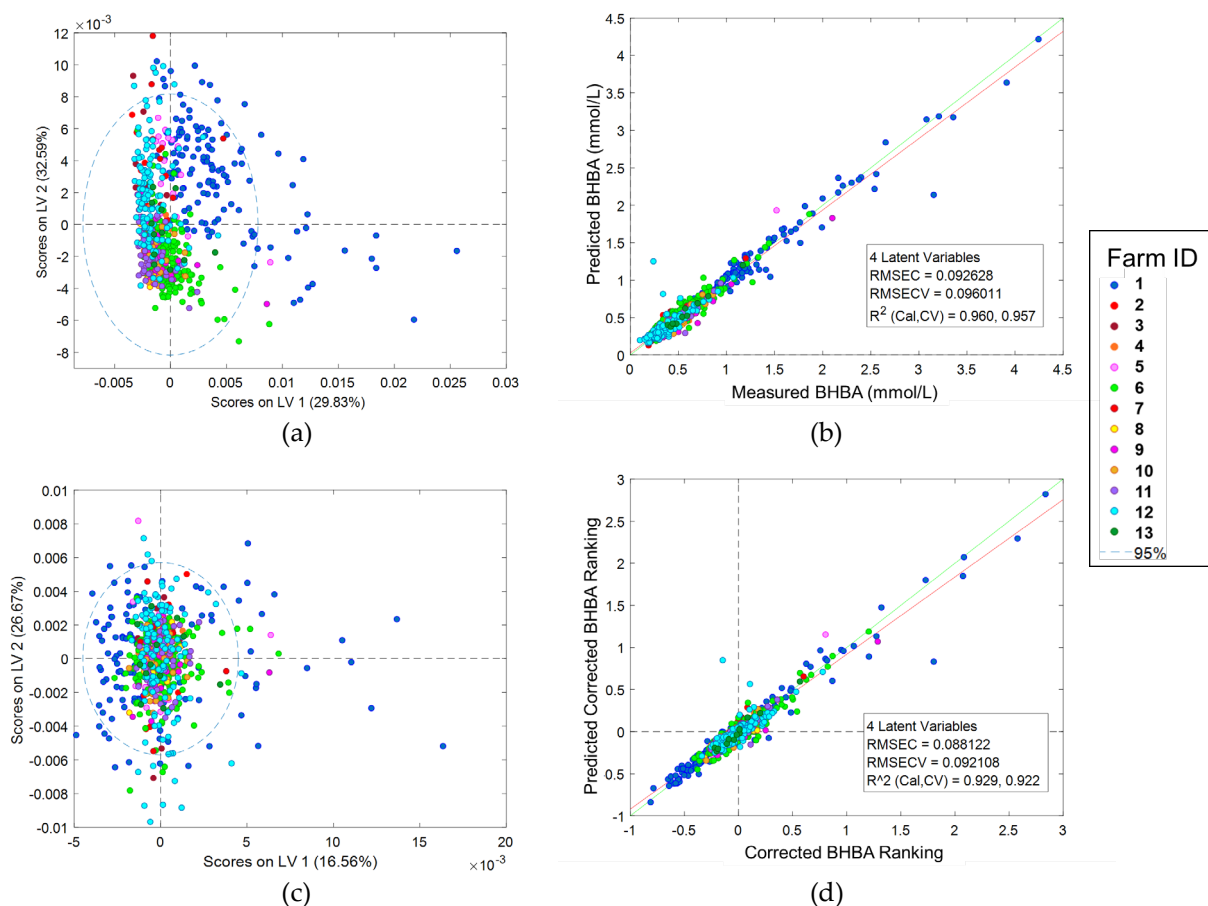 ×10⁻³
12
10
8
6
4
2
0
-2
-4
-6
-8
Scores on LV 2 (32.59%)
-0.005 0 0.005 0.01 0.015 0.02 0.025 0.03
Scores on LV 1 (29.83%)
(a)
4.5
4
3.5
3
2.5
2
1.5
1
0.5
0
Predicted BHBA (mmol/L)
4 Latent Variables
RMSEC = 0.092628
RMSECV = 0.096011
R² (Cal,CV) = 0.960, 0.957
0 0.5 1 1.5 2 2.5 3 3.5 4 4.5
Measured BHBA (mmol/L)
(b)
Farm ID
1
2
3
4
5
6
7
8
9
10
11
12
13
95%
0.01
0.008
0.006
0.004
0.002
0
-0.002
-0.004
-0.006
-0.008
-0.01
Scores on LV 2 (26.67%)
-5 0 5 10 15 20
Scores on LV 1 (16.56%)
×10⁻³
(c)
3
2.5
2
1.5
1
0.5
0
-0.5
-1
Predicted Corrected BHBA Ranking
4 Latent Variables
RMSEC = 0.088122
RMSECV = 0.092108
R^2 (Cal,CV) = 0.929, 0.922
-1 -0.5 0 0.5 1 1.5 2 2.5 3
Corrected BHBA Ranking
(d)